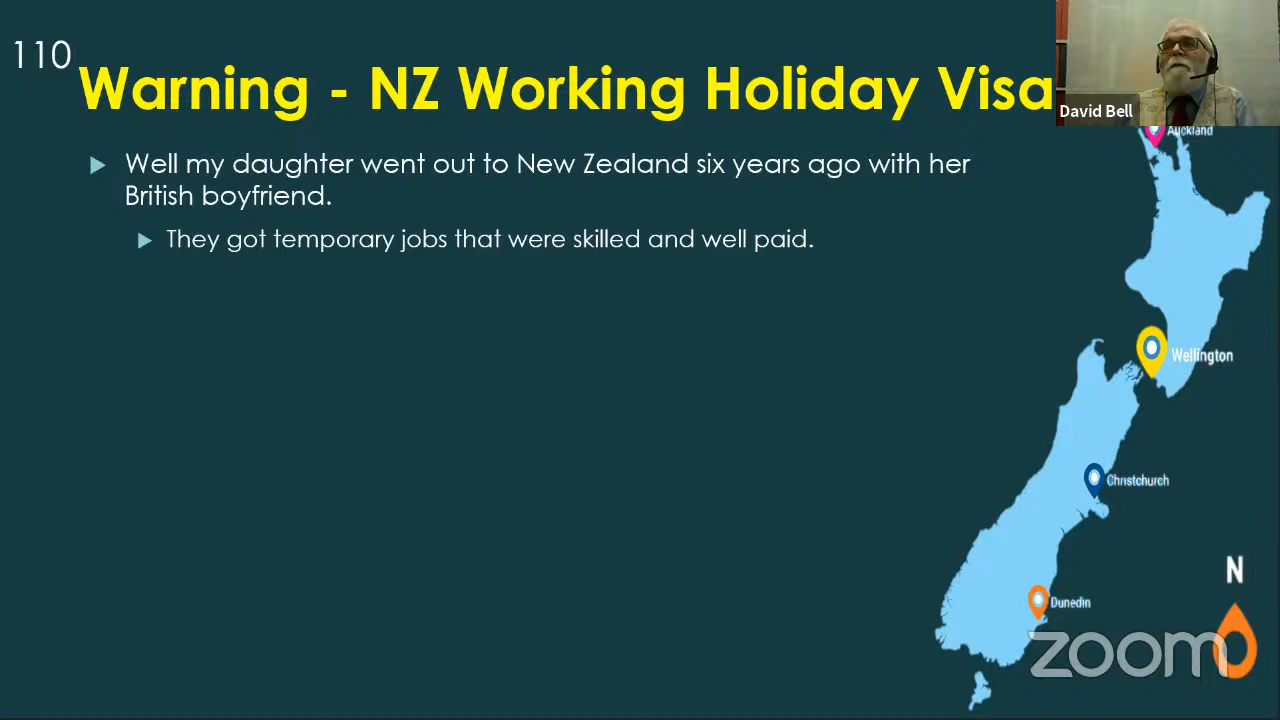 110
Warning - NZ Working Holiday Visa
David Bell
Auckland
Well my daughter went out to New Zealand six years ago with her
British boyfriend.
They got temporary jobs that were skilled and well paid.
Wellington
Christchurch
N
Dunedin
zoom